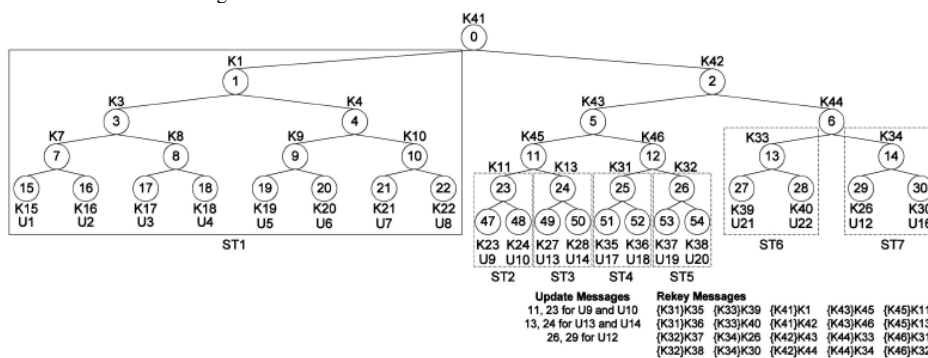 K41
0
K1 K42
1 2
K3 K4 K43 K44
3 4 5 6
K7 K8 K9 K10 K45 K46 K33 K34
7 8 9 10 11 12 13 14
K11 K13 K31 K32
15 16 17 18 19 20 21 22 23 24 25 26 27 28 29 30
K15 K16 K17 K18 K19 K20 K21 K22 K39 K40 K26 K30
U1 U2 U3 U4 U5 U6 U7 U8 U21 U22 U12 U16
47 48 49 50 51 52 53 54
ST1 ST6 ST7
K23 K24 K27 K28 K35 K36 K37 K38
U9 U10 U13 U14 U17 U18 U19 U20
ST2 ST3 ST4 ST5
Update Messages Rekey Messages
11, 23 for U9 and U10 {K31}K35 {K33}K39 {K41}K1 {K43}K45 {K45}K11
13, 24 for U13 and U14 {K31}K36 {K33}K40 {K41}K42 {K43}K46 {K45}K13
26, 29 for U12 {K32}K37 {K34}K26 {K42}K43 {K44}K33 {K46}K31
{K32}K38 {K34}K30 {K42}K44 {K44}K34 {K46}K32